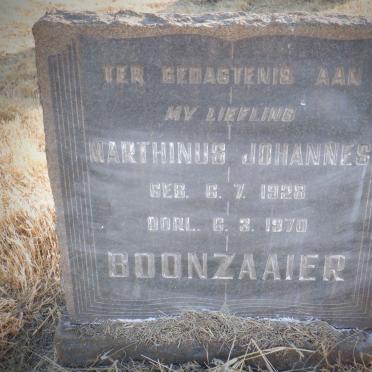 TER GEDAGTENIS AAN
MY LIEFLING
MARTHINUS JOHANNES
GEB. 6. 7. 1928
OORL. 6. 3. 1970
BOONZAAIER